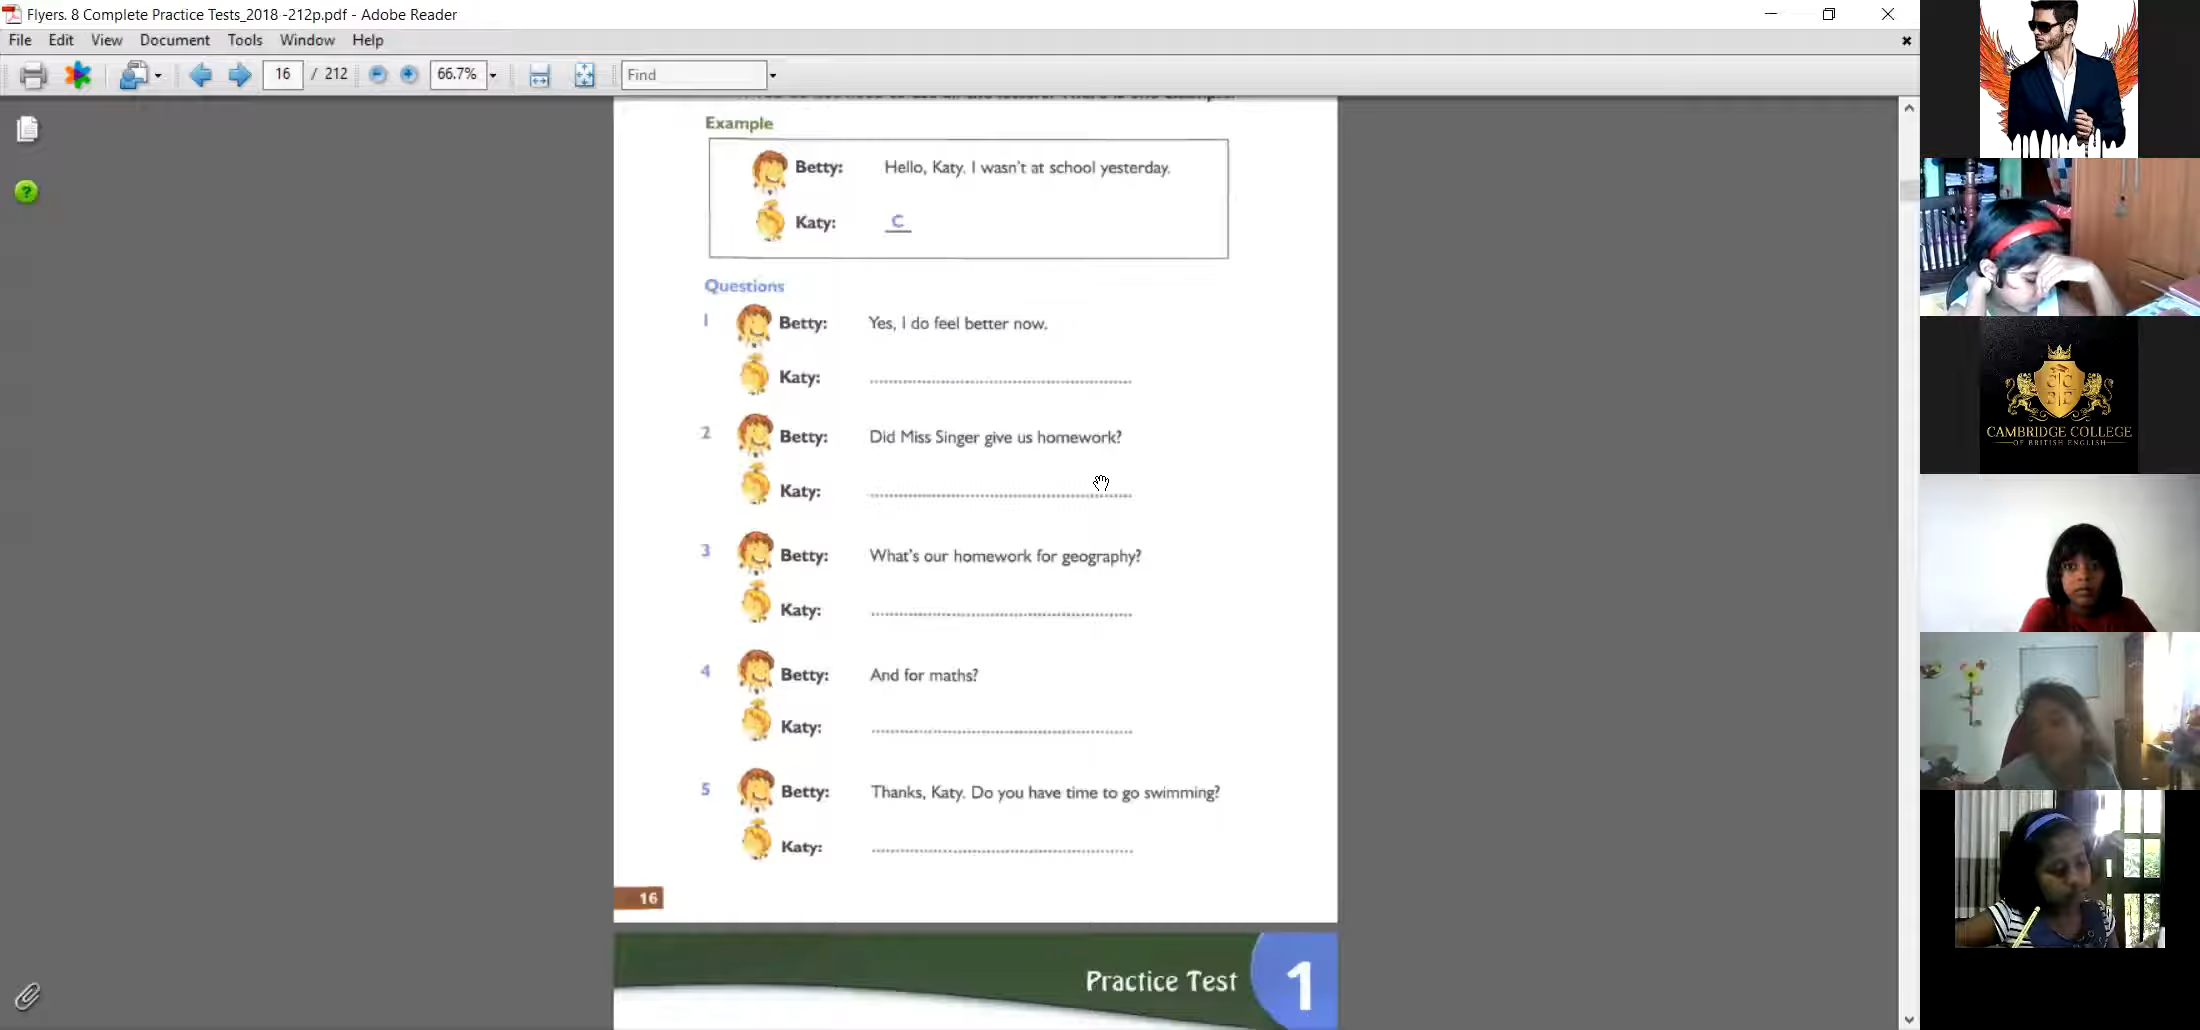 Flyers. 8 Complete Practice Tests_2018 -212p.pdf - Adobe Reader
File Edit View Document Tools Window Help
16 / 212 66.7% Find
Example
Betty: Hello, Katy. I wasn't at school yesterday.
Katy: C
Questions
1 Betty: Yes, I do feel better now.
Katy:
2 Betty: Did Miss Singer give us homework?
Katy:
3 Betty: What's our homework for geography?
Katy:
4 Betty: And for maths?
Katy:
5 Betty: Thanks, Katy. Do you have time to go swimming?
Katy:
16
Practice Test 1
CAMBRIDGE COLLEGE
OF BRITISH ENGLISH